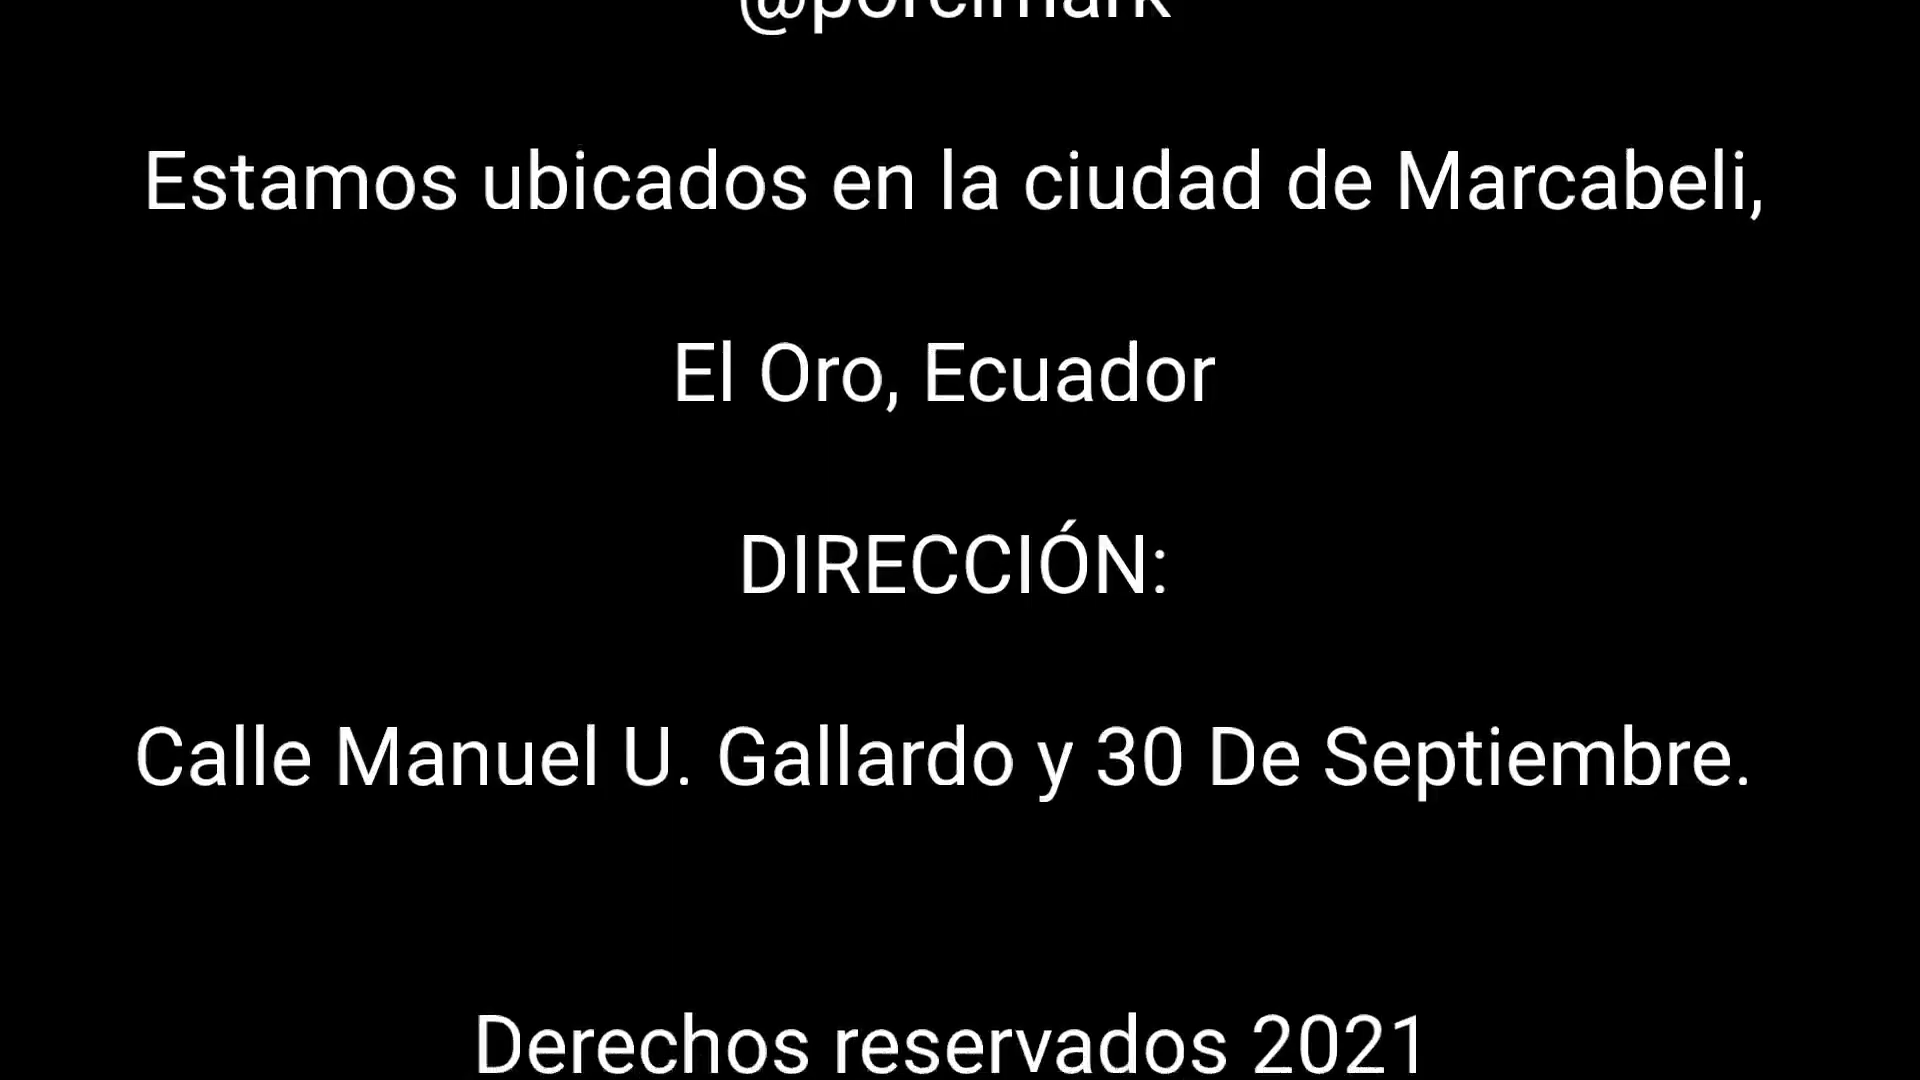 @porcimark
Estamos ubicados en la ciudad de Marcabeli,
El Oro, Ecuador
DIRECCIÓN:
Calle Manuel U. Gallardo y 30 De Septiembre.
Derechos reservados 2021